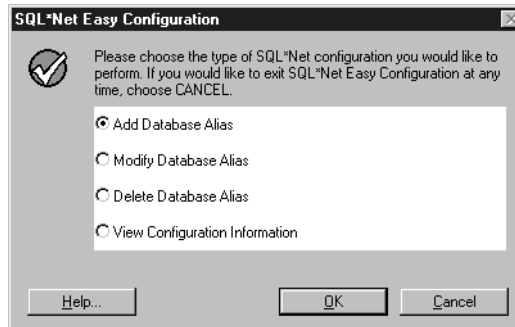 SQL*Net Easy Configuration
Please choose the type of SQL*Net configuration you would like to
perform. If you would like to exit SQL*Net Easy Configuration at any
time, choose CANCEL.
Add Database Alias
Modify Database Alias
Delete Database Alias
View Configuration Information
Help...
OK
Cancel